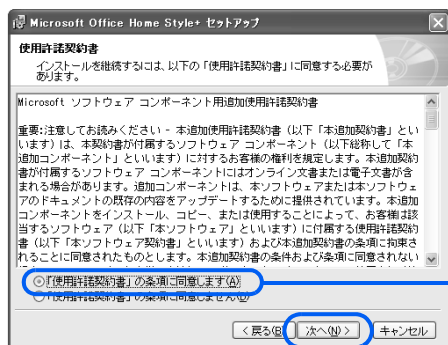 Microsoft Office Home Style+ セットアップ
使用許諾契約書
インストールを継続するには、以下の「使用許諾契約書」に同意する必要が
あります。
Microsoft ソフトウェア コンポーネント用追加使用許諾契約書
重要:注意してお読みください - 本追加使用許諾契約書 (以下「本追加契約書」とい
います) は、本契約書が付属するソフトウェア コンポーネント (以下総称して「本
追加コンポーネント」といいます) に対するお客様の権利を規定します。本追加契約
書が付属するソフトウェア コンポーネントにはオンライン文書または電子文書が含
まれる場合があります。追加コンポーネントは、本ソフトウェアまたは本ソフトウェ
アのドキュメントの既存の内容をアップデートするために提供されています。本追加
コンポーネントをインストール、コピー、または使用することによって、お客様は該
当するソフトウェア (以下「本ソフトウェア」といいます) に付属する使用許諾契約
書 (以下「本ソフトウェア契約書」といいます) および本追加契約書の条項に拘束さ
れることに同意されたものとします。本追加契約書の条件および条項に同意されない
「使用許諾契約書」の条項に同意します(A)
「使用許諾契約書」の条項に同意しません(D)
< 戻る(B) 次へ(N) > キャンセル